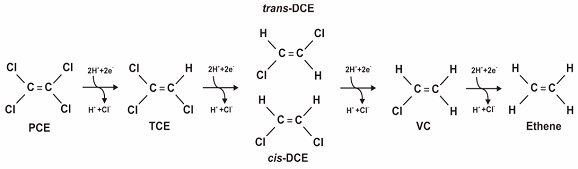 trans-DCE
H Cl
C=C
Cl H
Cl Cl
C=C
Cl Cl
PCE
2H⁺+2e⁻
H⁺+Cl⁻
Cl H
C=C
Cl Cl
TCE
2H⁺+2e⁻
H⁺+Cl⁻
H H
C=C
Cl Cl
cis-DCE
2H⁺+2e⁻
H⁺+Cl⁻
H H
C=C
Cl H
VC
2H⁺+2e⁻
H⁺+Cl⁻
H H
C=C
H H
Ethene